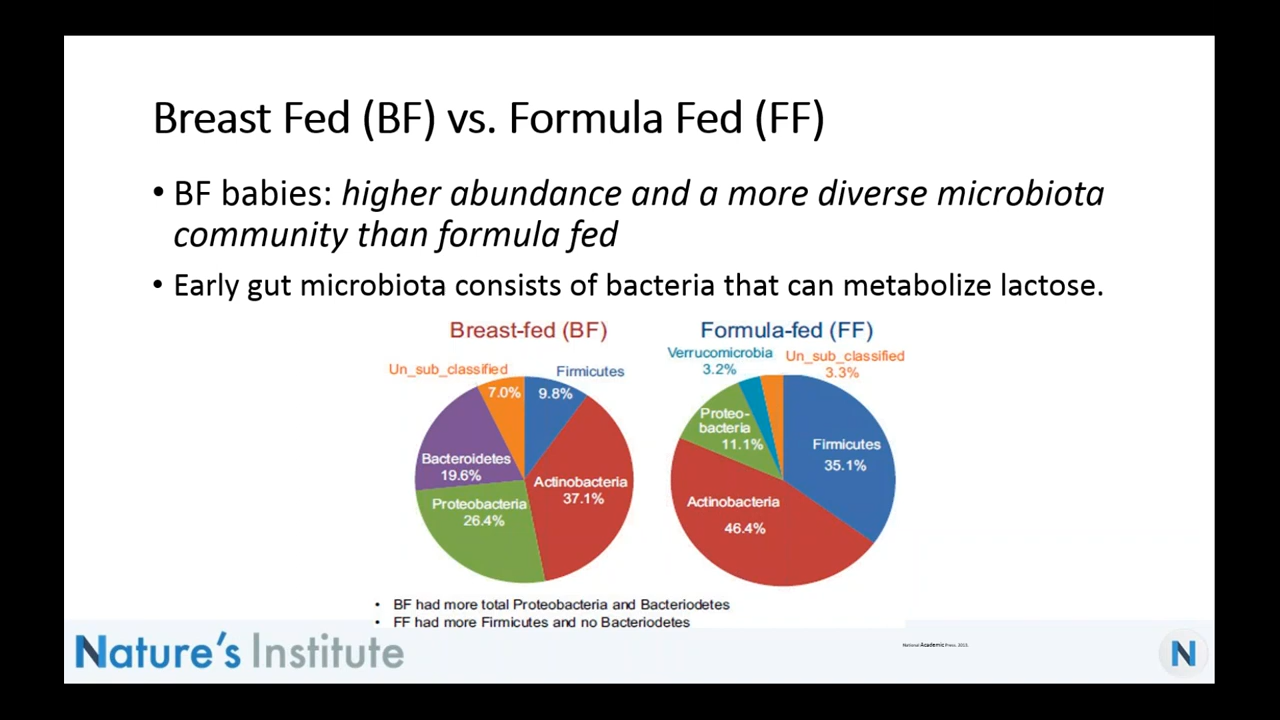 Breast Fed (BF) vs. Formula Fed (FF)
• BF babies: higher abundance and a more diverse microbiota
community than formula fed
• Early gut microbiota consists of bacteria that can metabolize lactose.
Breast-fed (BF)
Un_sub_classified
7.0%
Firmicutes
9.8%
Bacteroidetes
19.6%
Actinobacteria
37.1%
Proteobacteria
26.4%
Formula-fed (FF)
Verrucomicrobia
3.2%
Un_sub_classified
3.3%
Proteo-
bacteria
11.1%
Firmicutes
35.1%
Actinobacteria
46.4%
• BF had more total Proteobacteria and Bacteriodetes
• FF had more Firmicutes and no Bacteriodetes
Nature's Institute
National Academic Press, 2013.
N